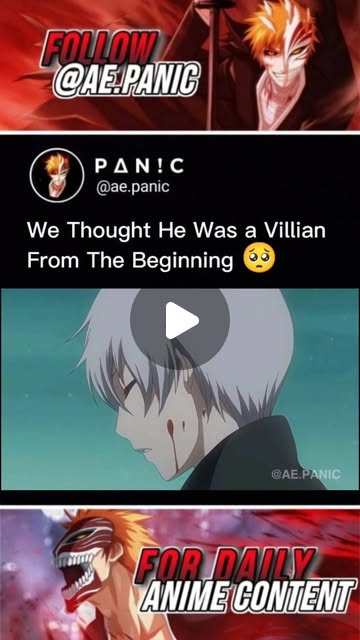 FOLLOW
@AE.PANIC
P∆N!C
@ae.panic
We Thought He Was a Villian
From The Beginning 🥺
@AE.PANIC
FOR DAILY
ANIME CONTENT